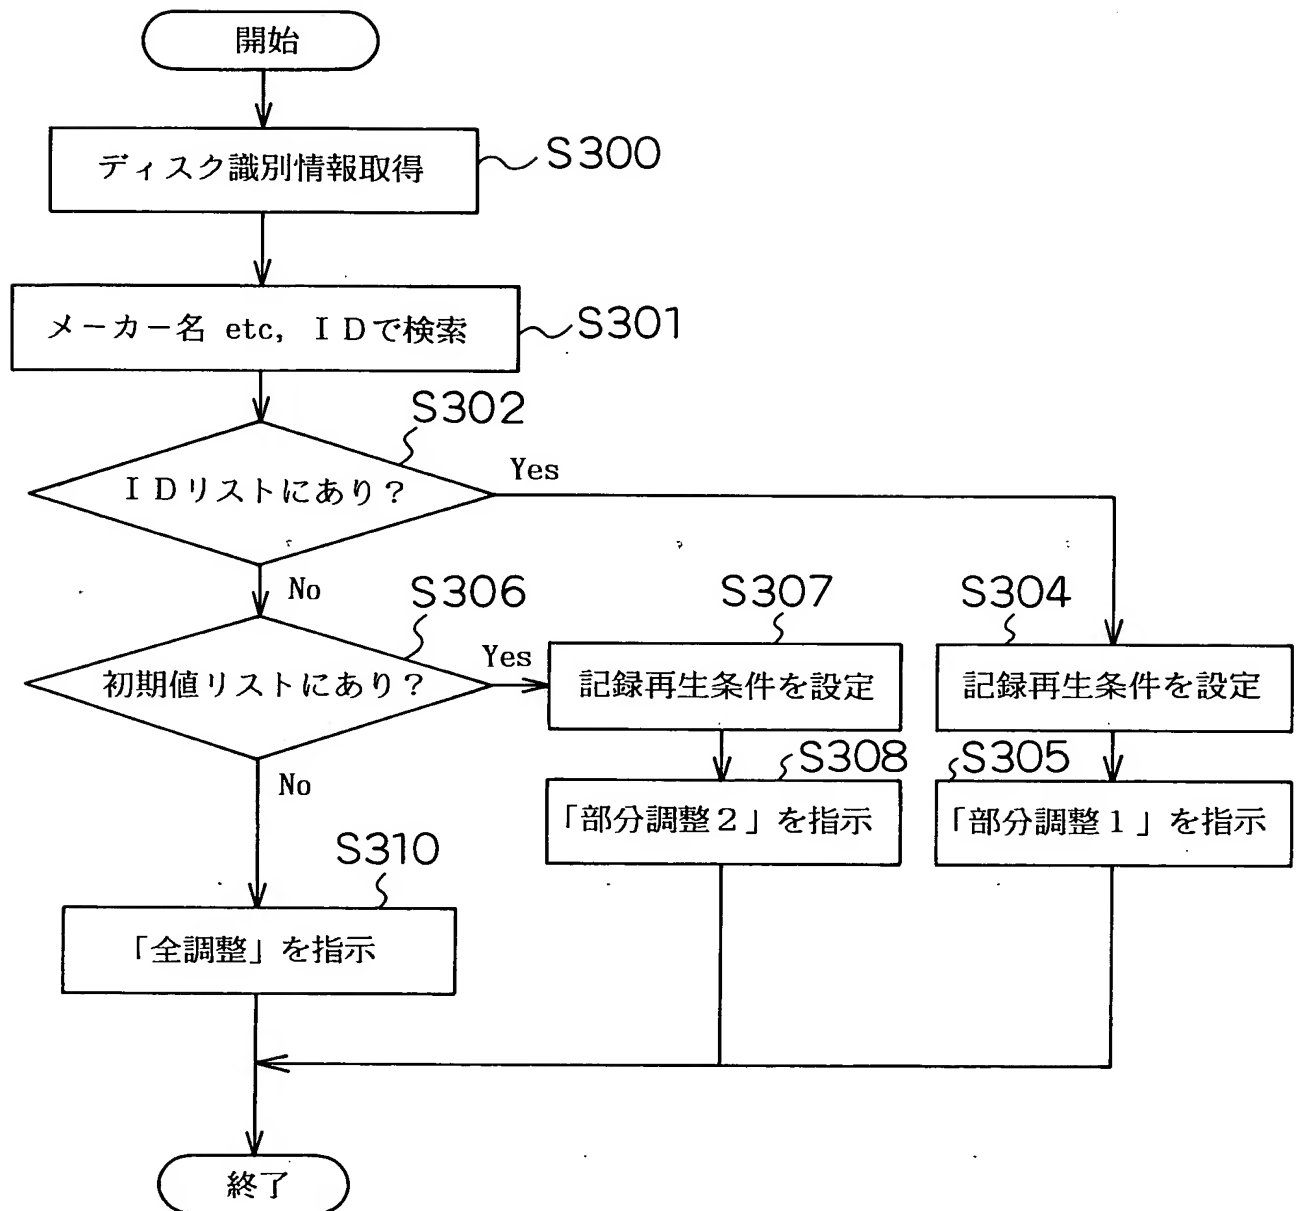 開始
ディスク識別情報取得
S300
メーカー名 etc, IDで検索
S301
S302
IDリストにあり?
Yes
No
S306
初期値リストにあり?
Yes
S307
記録再生条件を設定
S304
記録再生条件を設定
No
S308
「部分調整2」を指示
S305
「部分調整1」を指示
S310
「全調整」を指示
終了